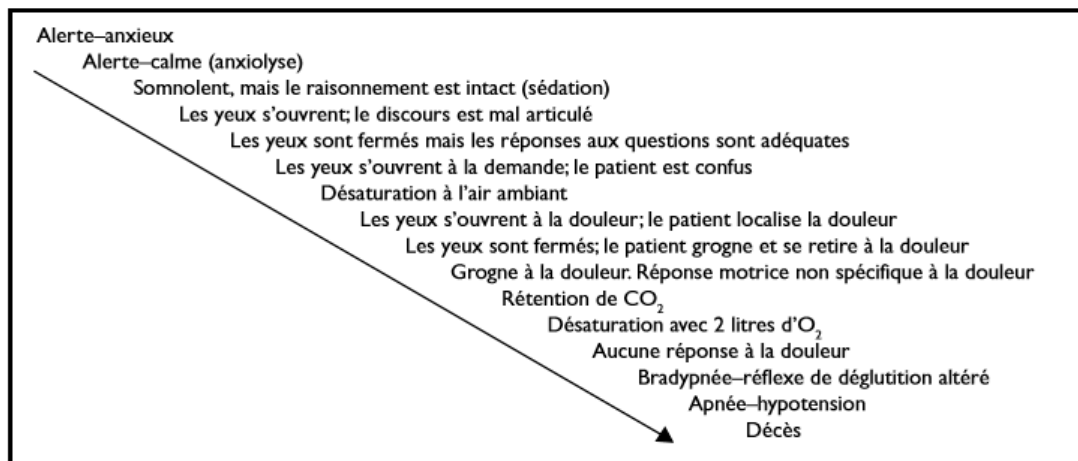 Alerte–anxieux
Alerte–calme (anxiolyse)
Somnolent, mais le raisonnement est intact (sédation)
Les yeux s’ouvrent; le discours est mal articulé
Les yeux sont fermés mais les réponses aux questions sont adéquates
Les yeux s’ouvrent à la demande; le patient est confus
Désaturation à l’air ambiant
Les yeux s’ouvrent à la douleur; le patient localise la douleur
Les yeux sont fermés; le patient grogne et se retire à la douleur
Grogne à la douleur. Réponse motrice non spécifique à la douleur
Rétention de CO₂
Désaturation avec 2 litres d’O₂
Aucune réponse à la douleur
Bradypnée–réflexe de déglutition altéré
Apnée–hypotension
Décès